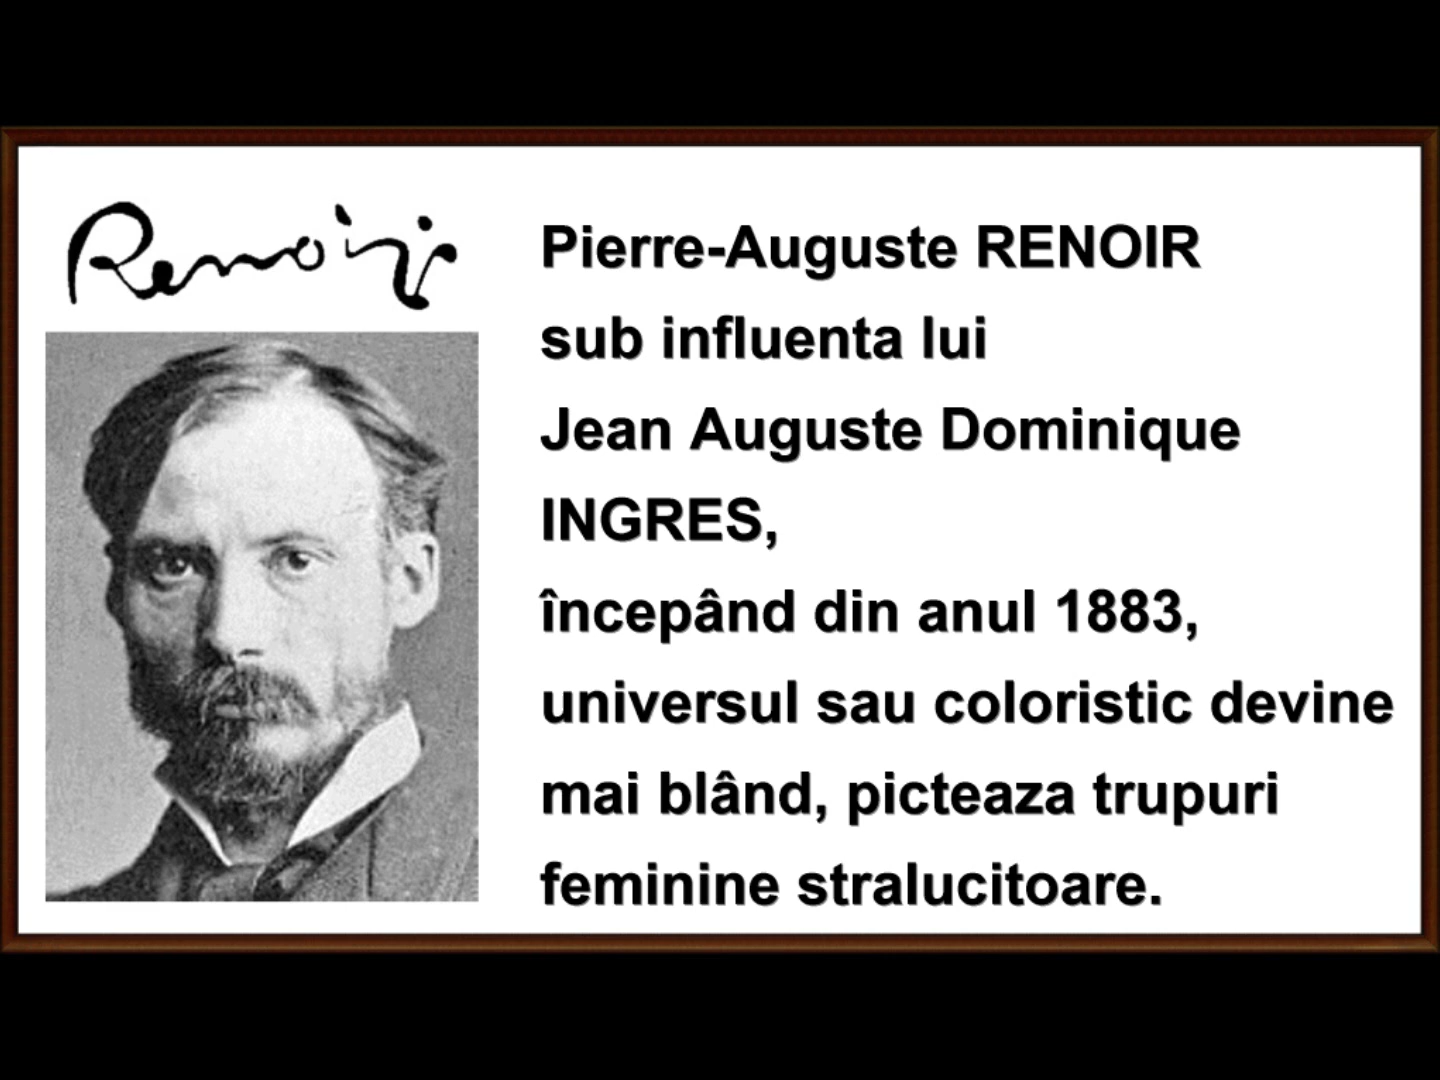 Renoir
Pierre-Auguste RENOIR
sub influenta lui
Jean Auguste Dominique
INGRES,
începând din anul 1883,
universul sau coloristic devine
mai blând, picteaza trupuri
feminine stralucitoare.